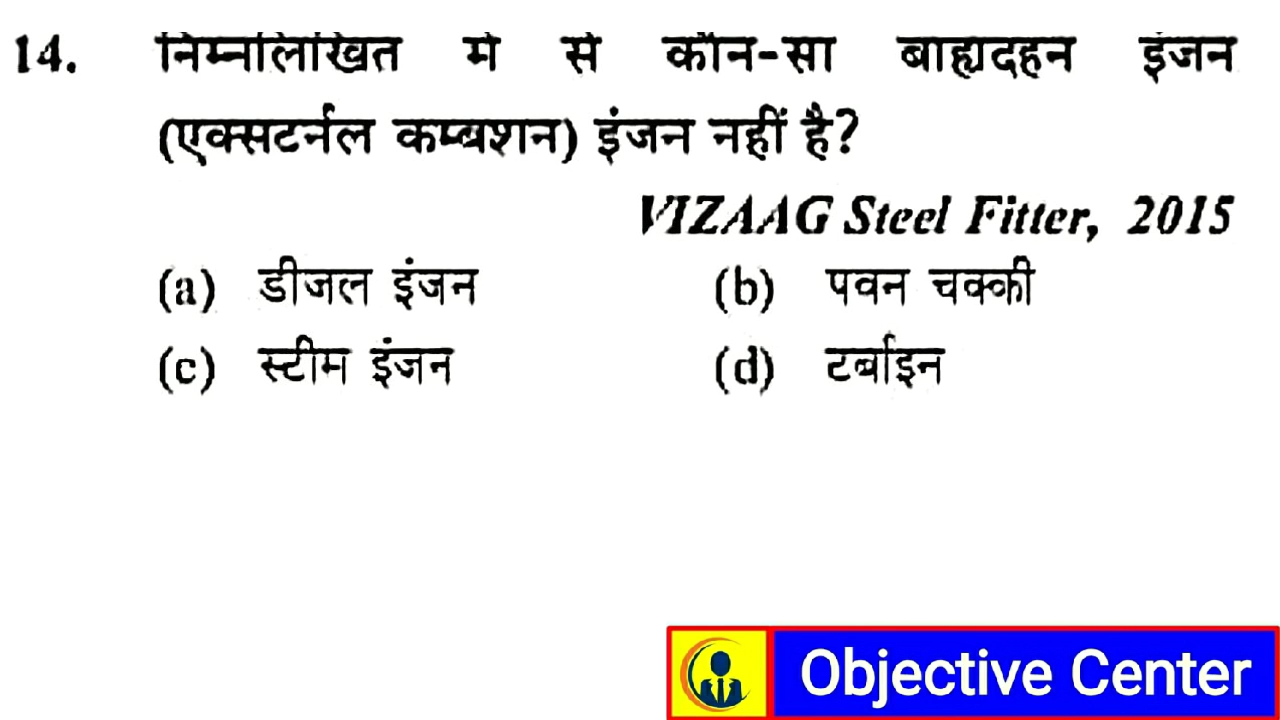 14. निम्नलिखित में से कौन-सा बाह्यदहन इंजन
(एक्सटर्नल कम्बशन) इंजन नहीं है?
VIZAAG Steel Fitter, 2015
(a) डीजल इंजन (b) पवन चक्की
(c) स्टीम इंजन (d) टर्बाइन
Objective Center